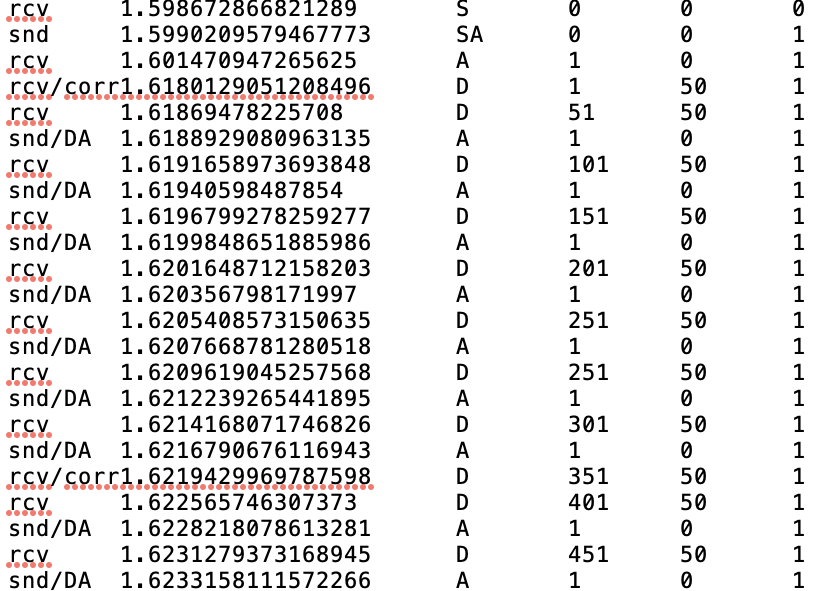 rcv 1.598672866821289 S 0 0 0
snd 1.5990209579467773 SA 0 0 1
rcv 1.601470947265625 A 1 0 1
rcv/corr1.6180129051208496 D 1 50 1
rcv 1.61869478225708 D 51 50 1
snd/DA 1.6188929080963135 A 1 0 1
rcv 1.6191658973693848 D 101 50 1
snd/DA 1.61940598487854 A 1 0 1
rcv 1.6196799278259277 D 151 50 1
snd/DA 1.6199848651885986 A 1 0 1
rcv 1.6201648712158203 D 201 50 1
snd/DA 1.620356798171997 A 1 0 1
rcv 1.6205408573150635 D 251 50 1
snd/DA 1.6207668781280518 A 1 0 1
rcv 1.6209619045257568 D 251 50 1
snd/DA 1.6212239265441895 A 1 0 1
rcv 1.6214168071746826 D 301 50 1
snd/DA 1.6216790676116943 A 1 0 1
rcv/corr1.6219429969787598 D 351 50 1
rcv 1.622565746307373 D 401 50 1
snd/DA 1.6228218078613281 A 1 0 1
rcv 1.6231279373168945 D 451 50 1
snd/DA 1.6233158111572266 A 1 0 1